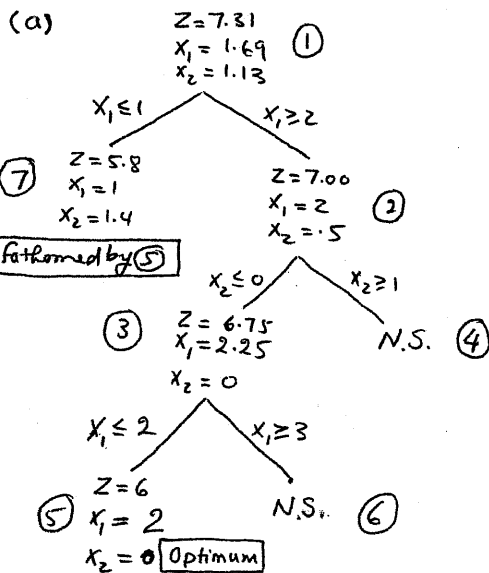 (a)
Z = 7.31
X₁ = 1.69
X₂ = 1.13
①
X₁ ≤ 1
X₁ ≥ 2
⑦
Z = 5.8
X₁ = 1
X₂ = 1.4
fathomed by ⑤
Z = 7.00
X₁ = 2
X₂ = .5
②
X₂ ≤ 0
X₂ ≥ 1
③
Z = 6.75
X₁ = 2.25
X₂ = 0
N.S.
④
X₁ ≤ 2
X₁ ≥ 3
⑤
Z = 6
X₁ = 2
X₂ = 0 Optimum
N.S.
⑥